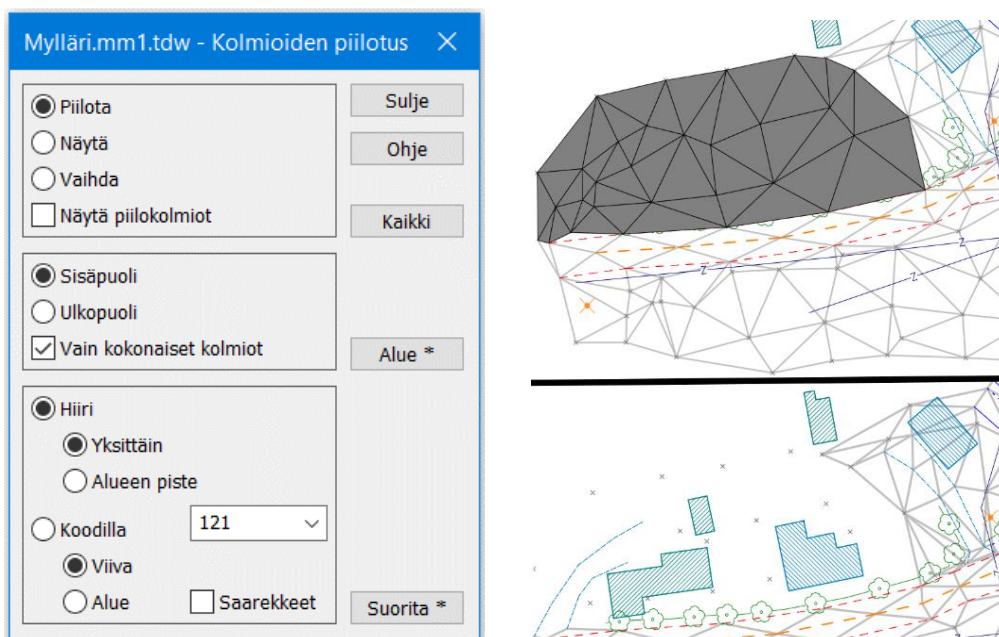 Mylläri.mm1.tdw - Kolmioiden piilotus
Piilota
Sulje
Näytä
Ohje
Vaihda
Näytä piilokolmiot
Kaikki
Sisäpuoli
Ulkopuoli
Vain kokonaiset kolmiot
Alue *
Hiiri
Yksittäin
Alueen piste
Koodilla
121
Viiva
Alue
Saarekkeet
Suorita *
Z
Z